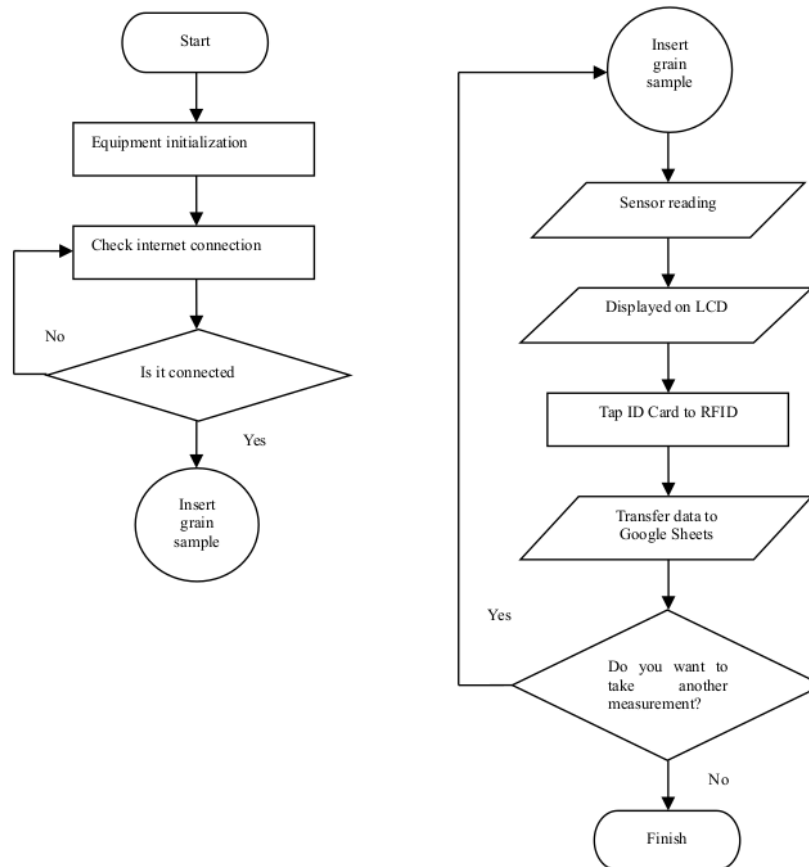 Start
Equipment initialization
Check internet connection
No
Is it connected
Yes
Insert
grain
sample
Insert
grain
sample
Sensor reading
Displayed on LCD
Tap ID Card to RFID
Transfer data to
Google Sheets
Yes
Do you want to
take another
measurement?
No
Finish